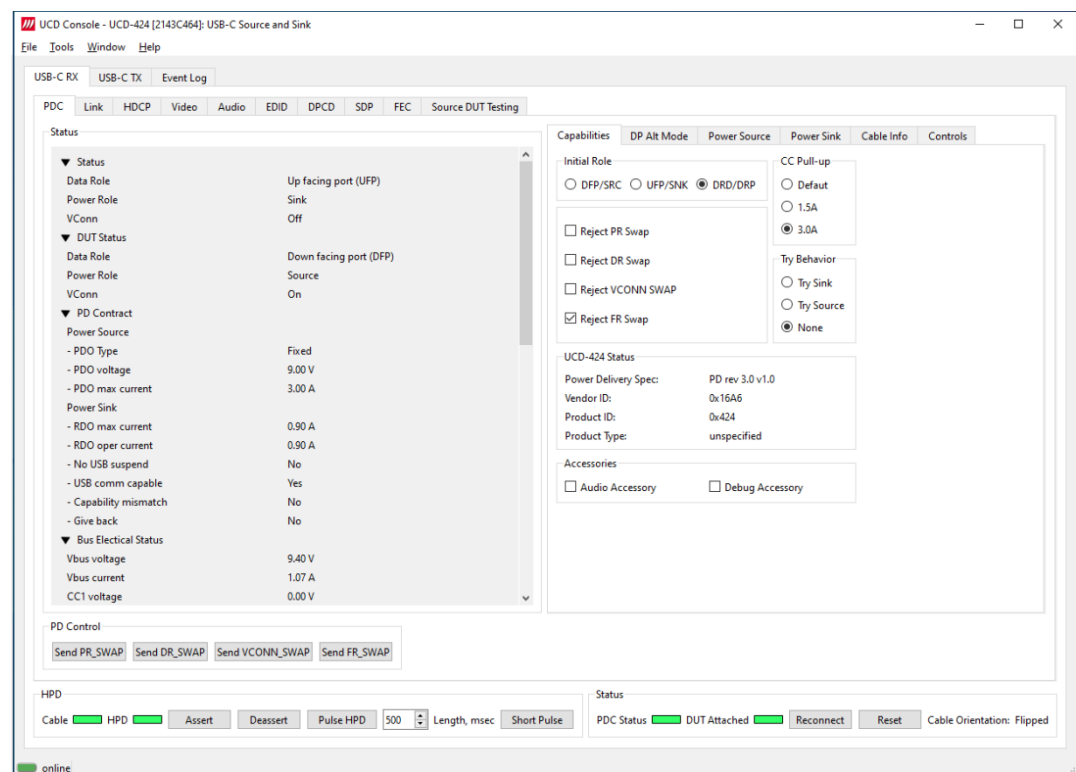 UCD Console - UCD-424 [2143C464]: USB-C Source and Sink
File Tools Window Help
USB-C RX USB-C TX Event Log
PDC Link HDCP Video Audio EDID DPCD SDP FEC Source DUT Testing
Status
Status
Data Role Up facing port (UFP)
Power Role Sink
VConn Off
DUT Status
Data Role Down facing port (DFP)
Power Role Source
VConn On
PD Contract
Power Source
- PDO Type Fixed
- PDO voltage 9.00 V
- PDO max current 3.00 A
Power Sink
- RDO max current 0.90 A
- RDO oper current 0.90 A
- No USB suspend No
- USB comm capable Yes
- Capability mismatch No
- Give back No
Bus Electical Status
Vbus voltage 9.40 V
Vbus current 1.07 A
CC1 voltage 0.00 V
PD Control
Send PR_SWAP Send DR_SWAP Send VCONN_SWAP Send FR_SWAP
Capabilities DP Alt Mode Power Source Power Sink Cable Info Controls
Initial Role
DFP/SRC UFP/SNK DRD/DRP
Reject PR Swap
Reject DR Swap
Reject VCONN SWAP
Reject FR Swap
CC Pull-up
Defaut
1.5A
3.0A
Try Behavior
Try Sink
Try Source
None
UCD-424 Status
Power Delivery Spec: PD rev 3.0 v1.0
Vendor ID: 0x16A6
Product ID: 0x424
Product Type: unspecified
Accessories
Audio Accessory Debug Accessory
HPD
Cable HPD Assert Deassert Pulse HPD 500 Length, msec Short Pulse
Status
PDC Status DUT Attached Reconnect Reset Cable Orientation: Flipped
online